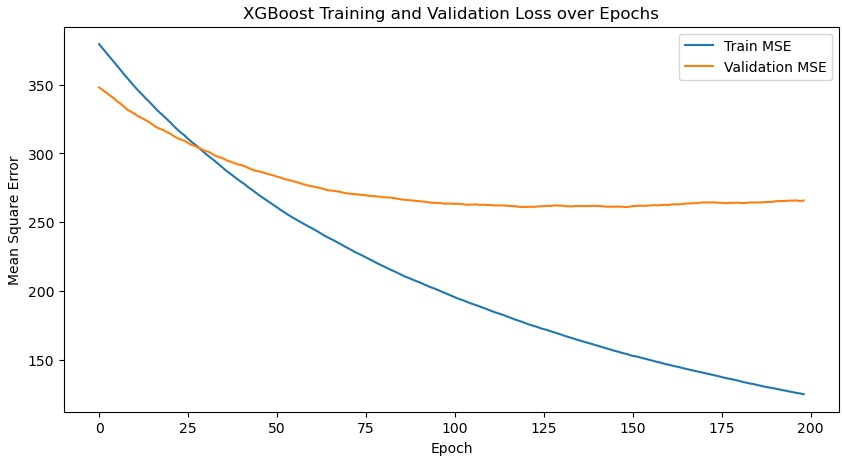 XGBoost Training and Validation Loss over Epochs
Train MSE
Validation MSE
Mean Square Error
350
300
250
200
150
0 25 50 75 100 125 150 175 200
Epoch